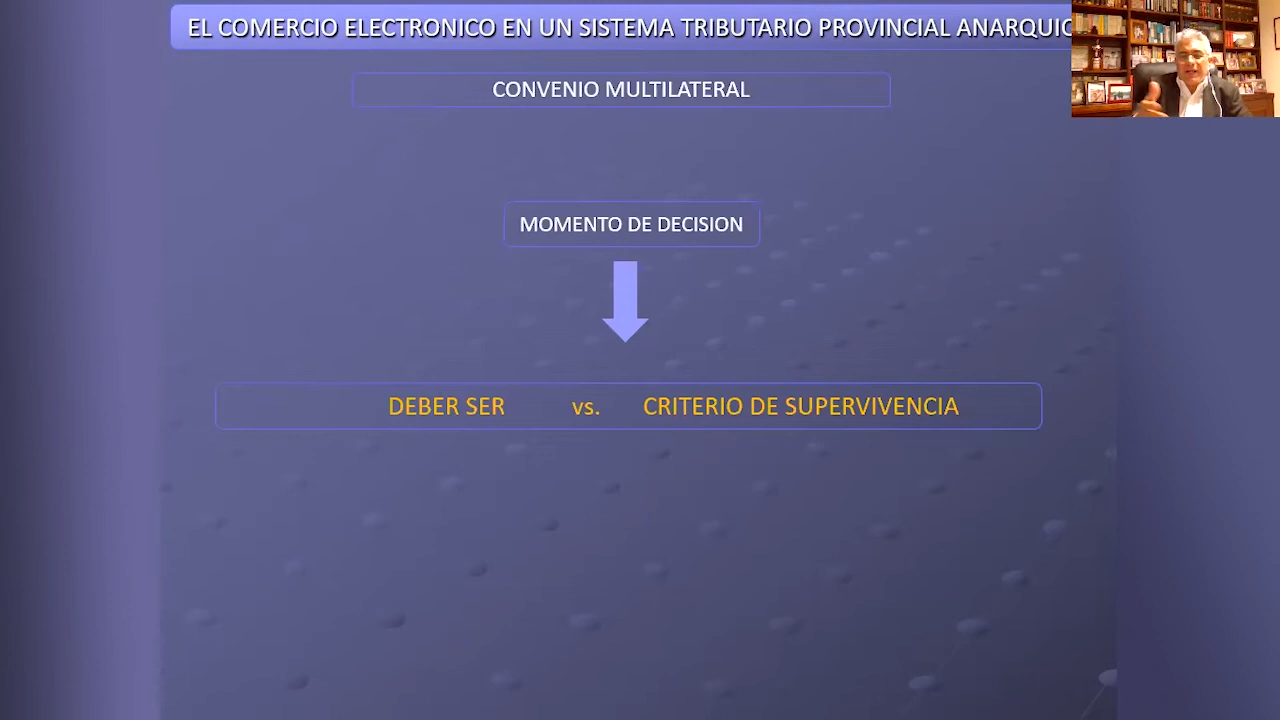 EL COMERCIO ELECTRONICO EN UN SISTEMA TRIBUTARIO PROVINCIAL ANARQUIC
CONVENIO MULTILATERAL
MOMENTO DE DECISION
DEBER SER vs. CRITERIO DE SUPERVIVENCIA